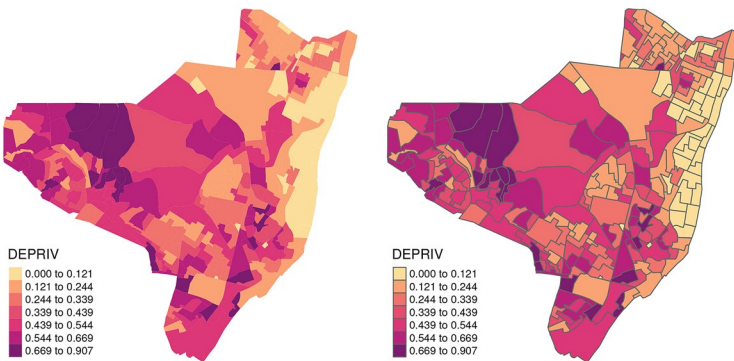 DEPRIV
0.000 to 0.121
0.121 to 0.244
0.244 to 0.339
0.339 to 0.439
0.439 to 0.544
0.544 to 0.669
0.669 to 0.907
DEPRIV
0.000 to 0.121
0.121 to 0.244
0.244 to 0.339
0.339 to 0.439
0.439 to 0.544
0.544 to 0.669
0.669 to 0.907